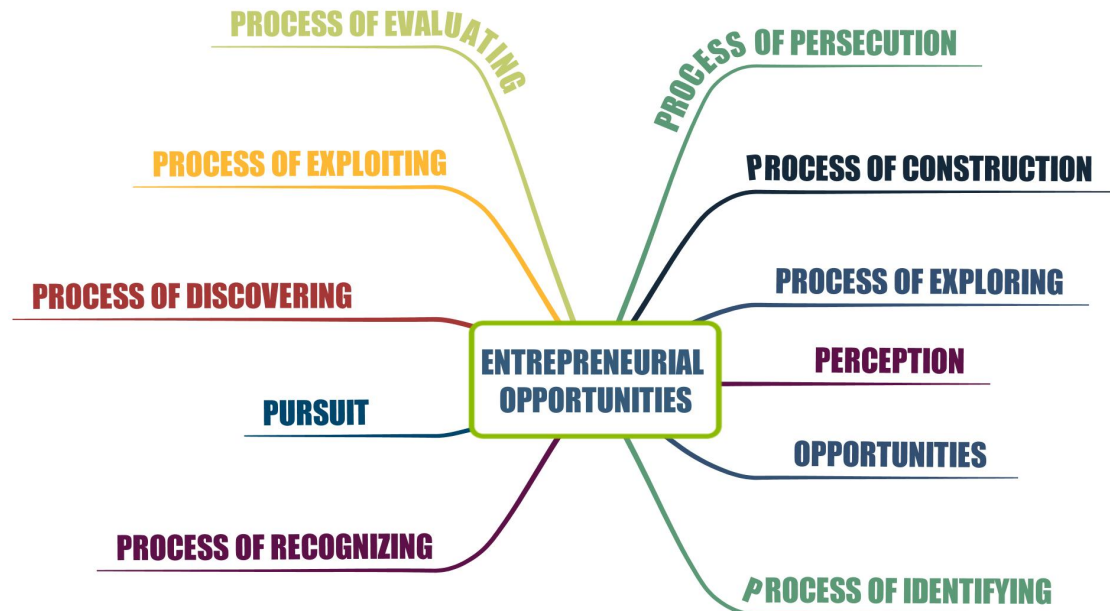 PROCESS OF EVALUATING
PROCESS OF PERSECUTION
PROCESS OF EXPLOITING
PROCESS OF CONSTRUCTION
PROCESS OF DISCOVERING
PROCESS OF EXPLORING
ENTREPRENEURIAL
OPPORTUNITIES
PERCEPTION
PURSUIT
OPPORTUNITIES
PROCESS OF RECOGNIZING
PROCESS OF IDENTIFYING